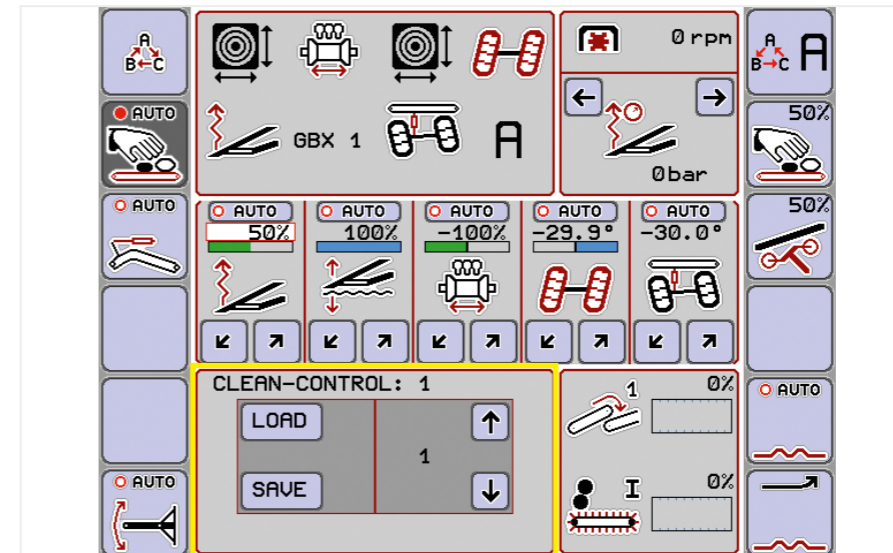 A
B C
0 rpm
A
B C
A
AUTO
GBX 1
A
0bar
50%
AUTO
50%
AUTO
AUTO
AUTO
AUTO
AUTO
50%
100%
-100%
-29.9°
-30.0°
CLEAN-CONTROL: 1
LOAD
1
SAVE
1
0%
AUTO
AUTO
I
0%